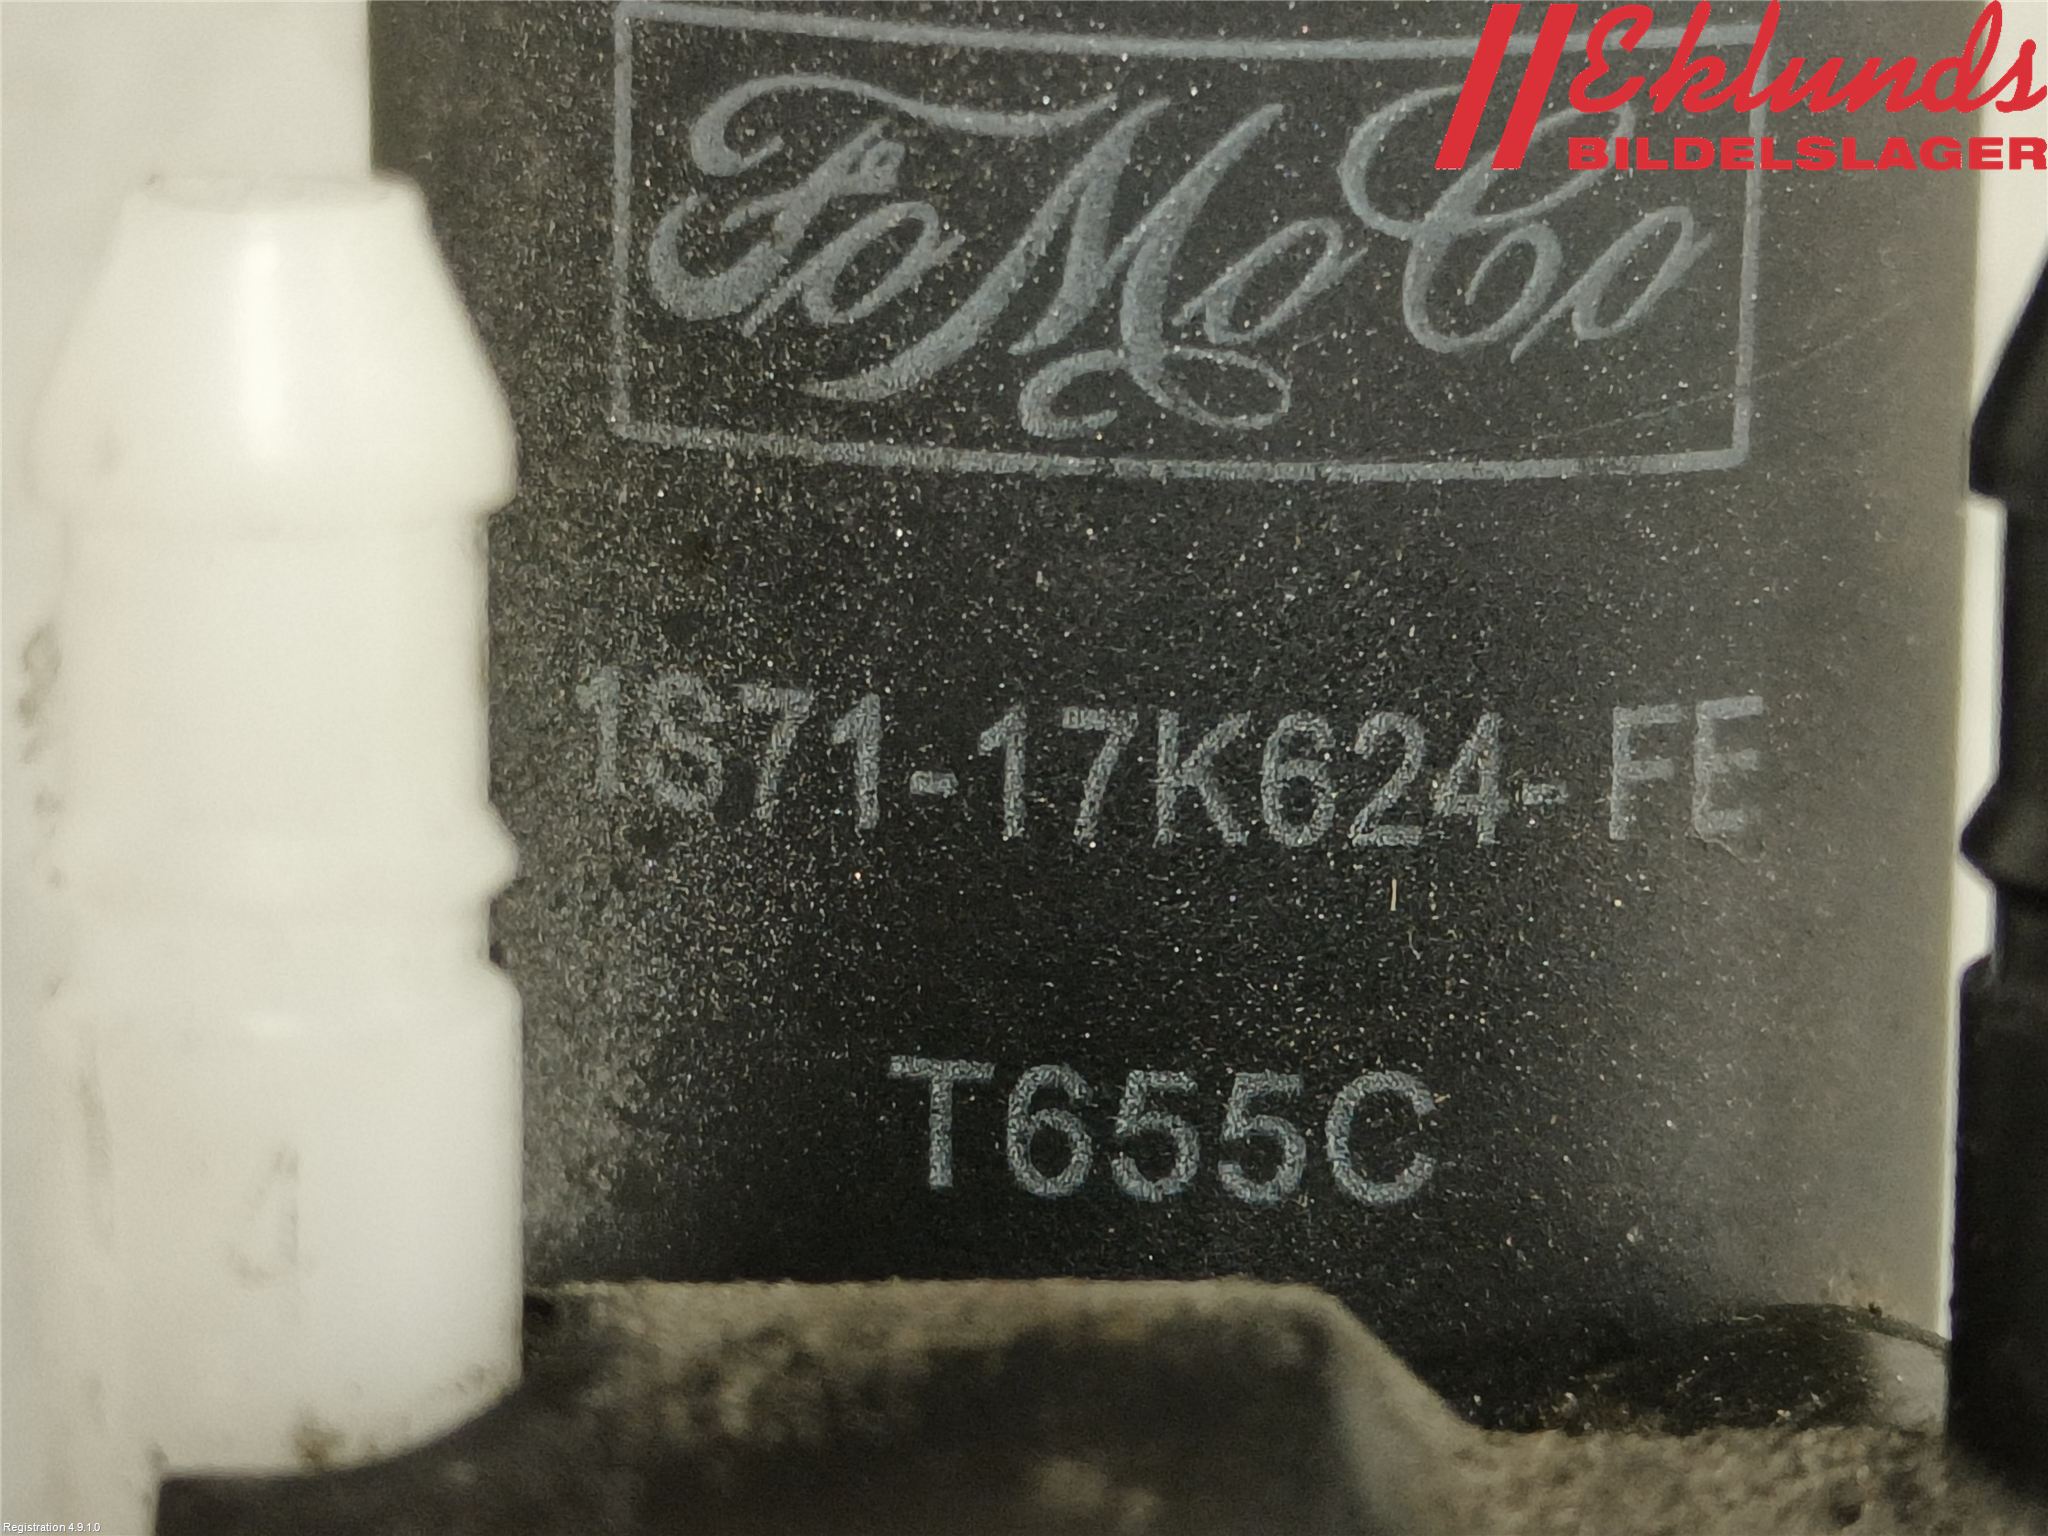 Eklunds
BILDELSLAGER
FoMoCo
1S71-17K624-FE
T655C
Registration 4.9.1.0